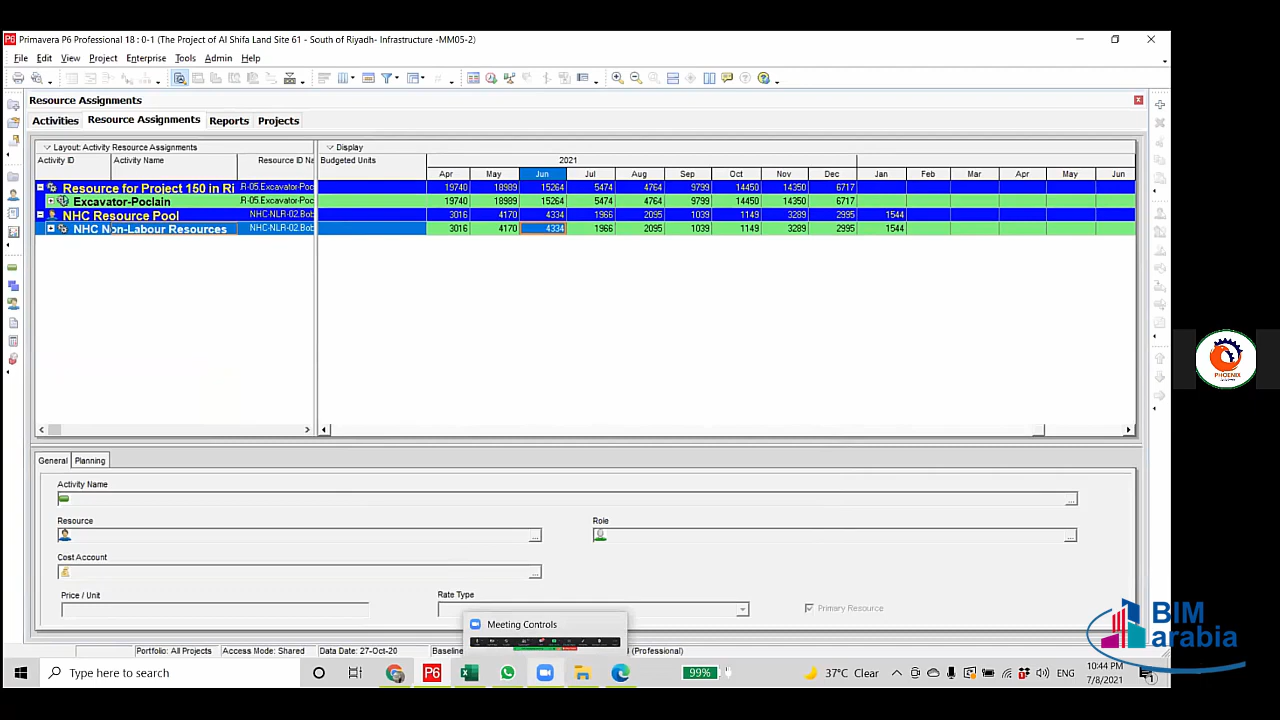 Primavera P6 Professional 18 : 0-1 (The Project of Al Shifa Land Site 61 - South of Riyadh- Infrastructure -MM05-2)
File Edit View Project Enterprise Tools Admin Help
Resource Assignments
Activities Resource Assignments Reports Projects
Layout: Activity Resource Assignments Display
Activity ID Activity Name Resource ID Na Budgeted Units 2021
Apr May Jun Jul Aug Sep Oct Nov Dec Jan Feb Mar Apr May Jun
Resource for Project 150 in Ri .R-05.Excavator-Poc 19740 18989 15264 5474 4764 9799 14450 14350 6717
Excavator-Poclain .R-05.Excavator-Poc 19740 18989 15264 5474 4764 9799 14450 14350 6717
NHC Resource Pool NHC-NLR-02.Bob 3016 4170 4334 1966 2095 1039 1149 3289 2995 1544
NHC Non-Labour Resources NHC-NLR-02.Bob 3016 4170 4334 1966 2095 1039 1149 3289 2995 1544
General Planning
Activity Name
Resource Role
Cost Account
Price / Unit Rate Type Primary Resource
Meeting Controls
Portfolio: All Projects Access Mode: Shared Data Date: 27-Oct-20 Baseline (Professional)
Type here to search 99% 37°C Clear ENG 10:44 PM
7/8/2021
PHOENIX
BIM
arabia